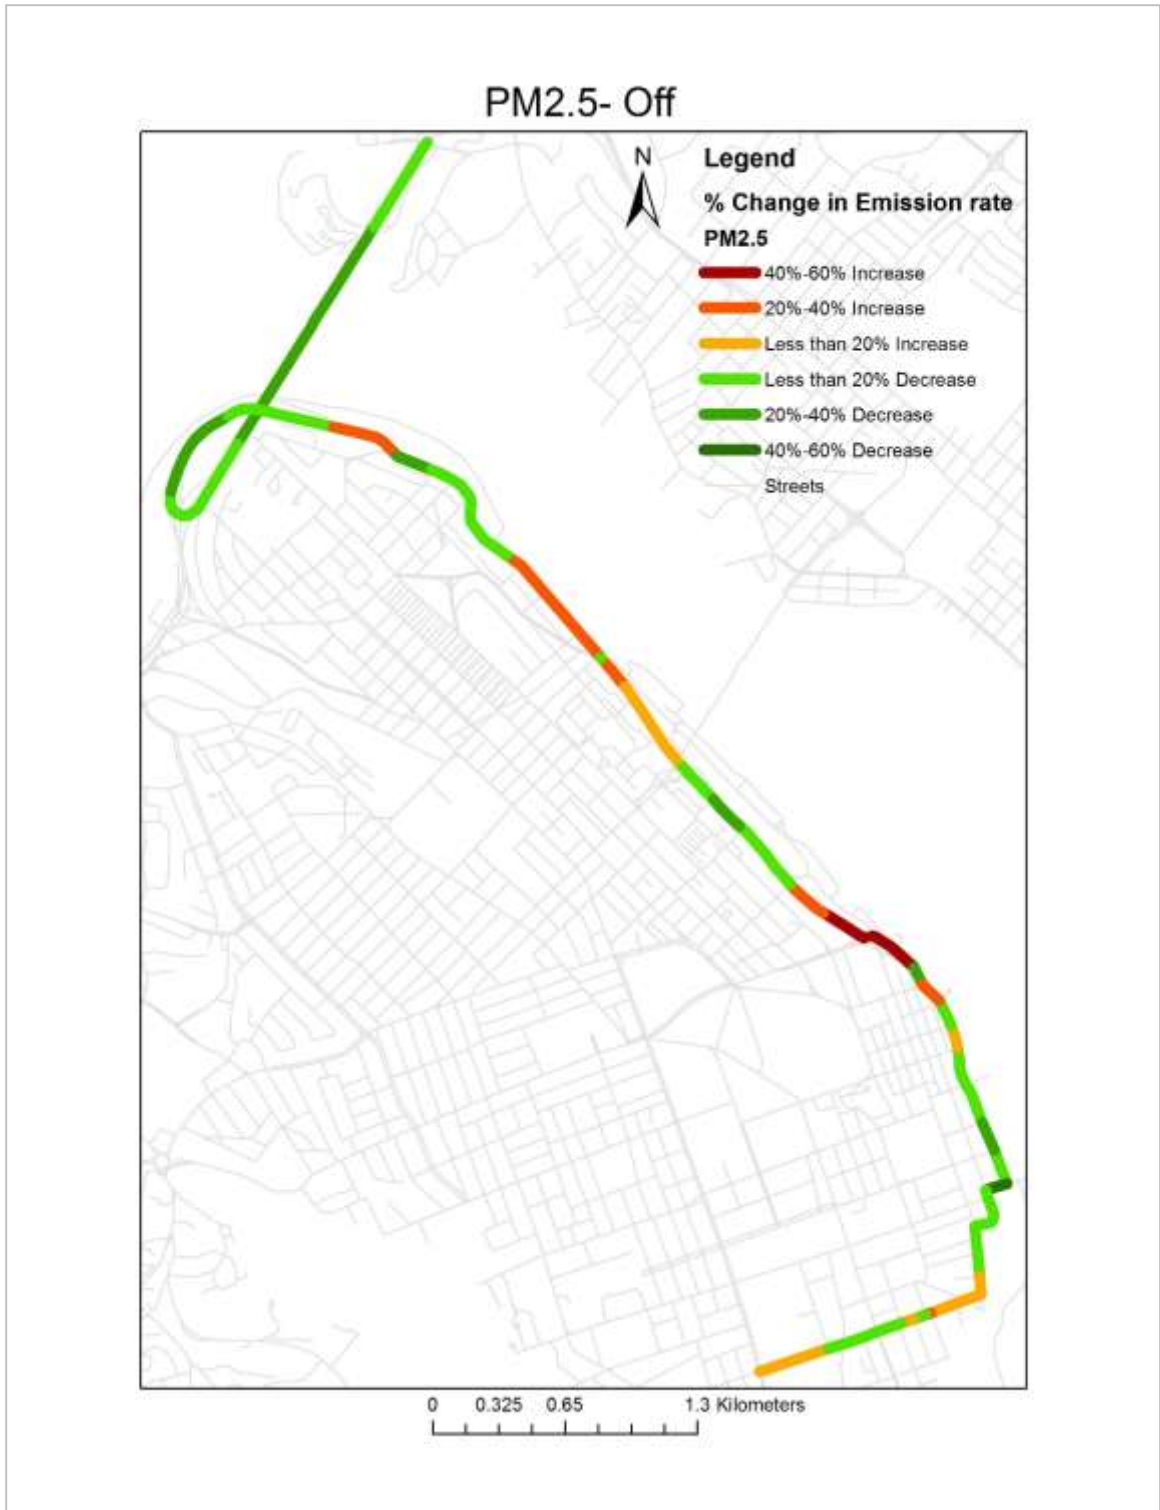 PM2.5- Off
N
Legend
% Change in Emission rate
PM2.5
40%-60% Increase
20%-40% Increase
Less than 20% Increase
Less than 20% Decrease
20%-40% Decrease
40%-60% Decrease
Streets
0 0.325 0.65 1.3 Kilometers